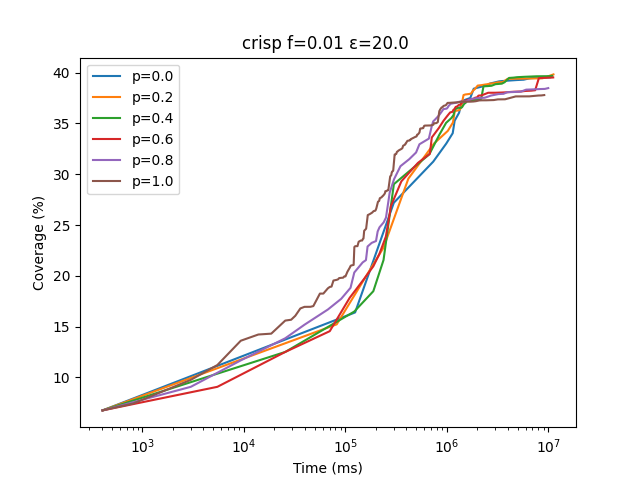 crisp f=0.01 ε=20.0
p=0.0
p=0.2
p=0.4
p=0.6
p=0.8
p=1.0
Coverage (%)
40
35
30
25
20
15
10
10³ 10⁴ 10⁵ 10⁶ 10⁷
Time (ms)